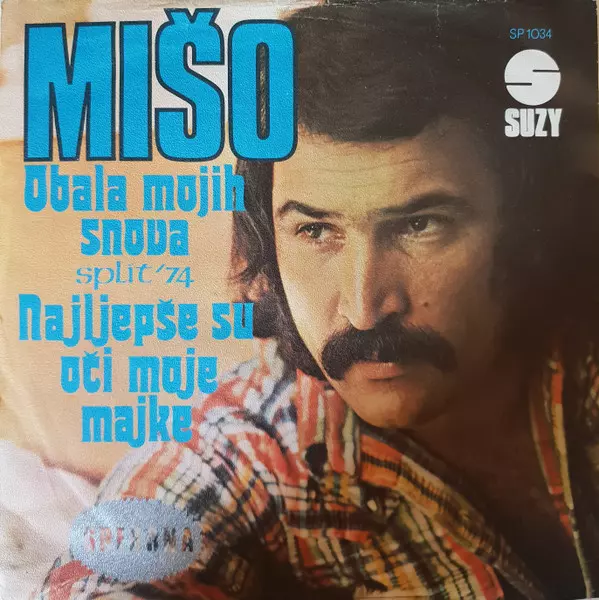 MIŠO
Obala mojih
snova
split '74
Najljepše su
oči moje
majke
SP 1034
SUZY